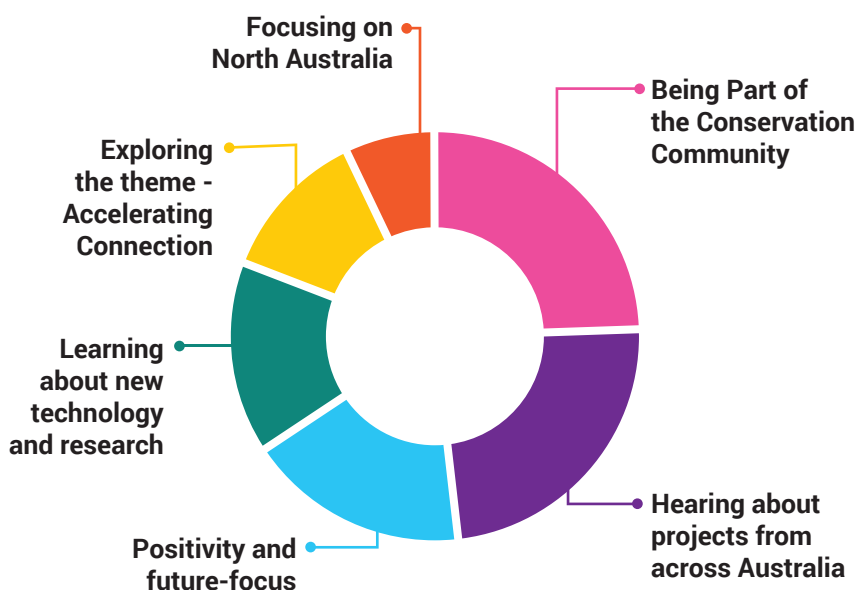 Focusing on
North Australia
Being Part of
the Conservation
Community
Exploring
the theme -
Accelerating
Connection
Learning
about new
technology
and research
Hearing about
projects from
across Australia
Positivity and
future-focus